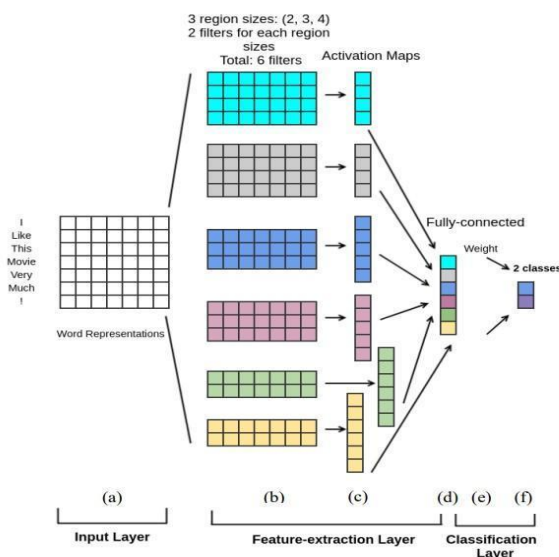 3 region sizes: (2, 3, 4)
2 filters for each region
sizes
Total: 6 filters
Activation Maps
I
Like
This
Movie
Very
Much
!
Word Representations
Fully-connected
Weight
2 classes
(a)
(b)
(c)
(d)
(e)
(f)
Input Layer
Feature-extraction Layer
Classification
Layer